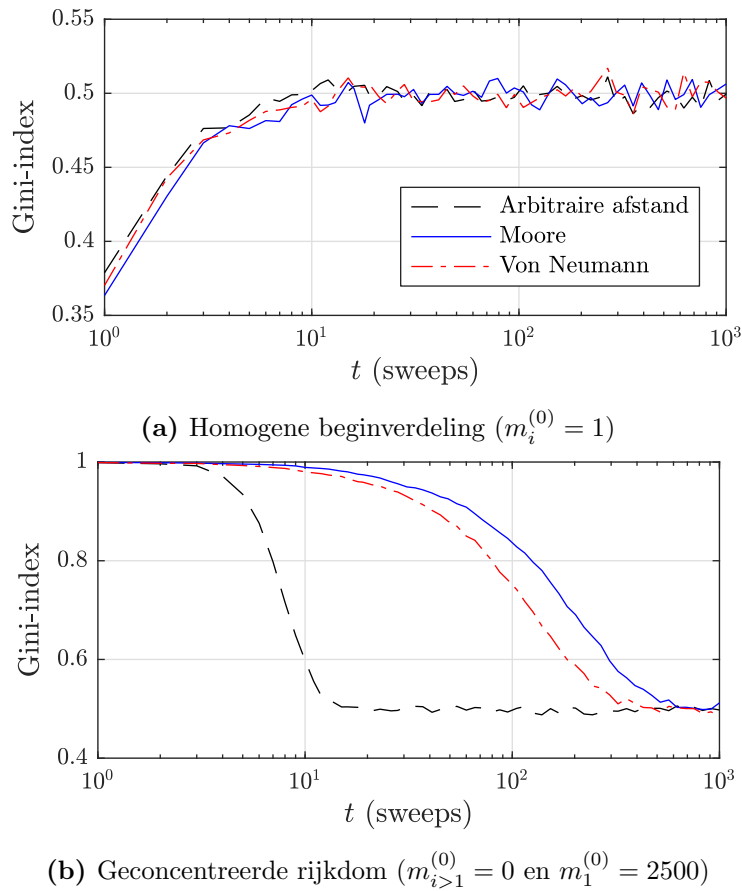 0.55
0.5
0.45
0.4
0.35
Gini-index
Arbitraire afstand
Moore
Von Neumann
10^0 10^1 10^2 10^3
t (sweeps)
(a) Homogene beginverdeling (m_i^{(0)} = 1)
1
0.8
0.6
0.4
Gini-index
10^0 10^1 10^2 10^3
t (sweeps)
(b) Geconcentreerde rijkdom (m_{i>1}^{(0)} = 0 en m_1^{(0)} = 2500)